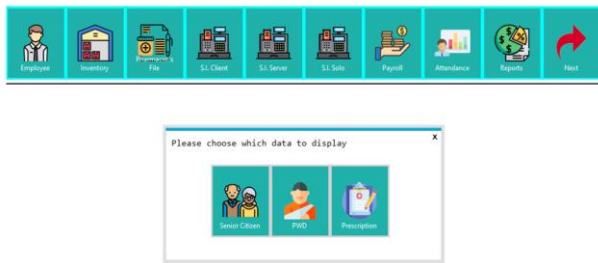 Employee
Inventory
Pharmacist's
File
S.I. Client
S.I. Server
S.I. Solo
Payroll
Attendance
Reports
Next
Please choose which data to display
x
Senior Citizen
PWD
Prescription